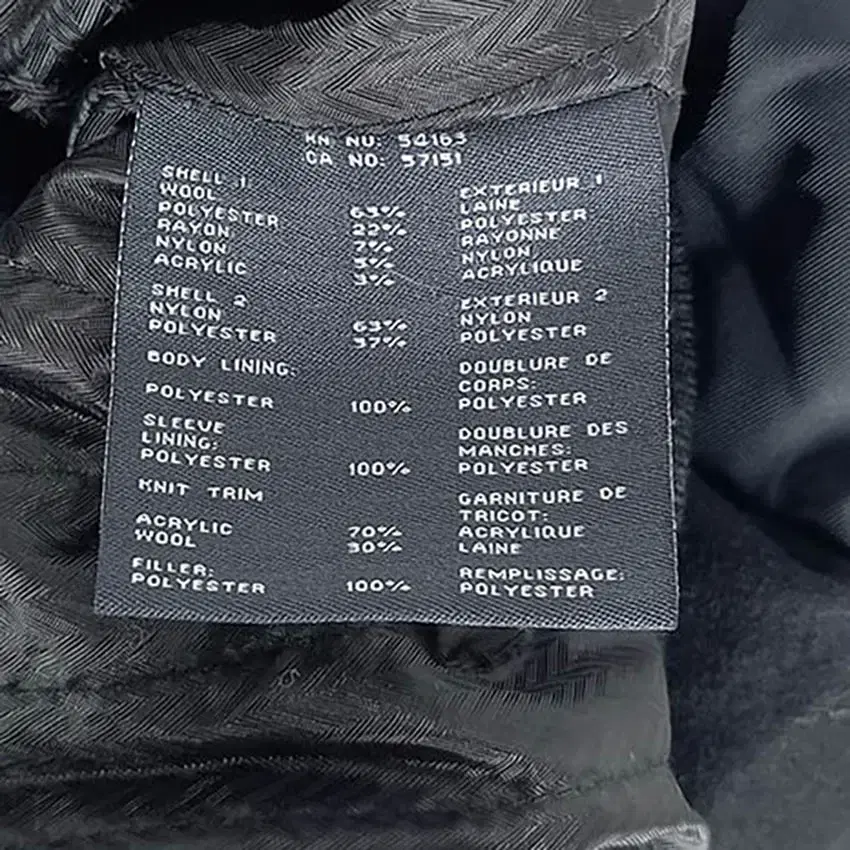 RN NU: 54163
CA NO: 57151
SHELL 1 EXTERIEUR 1
WOOL 63% LAINE
POLYESTER 22% POLYESTER
RAYON 7% RAYONNE
NYLON 5% NYLON
ACRYLIC 3% ACRYLIQUE
SHELL 2 EXTERIEUR 2
NYLON 63% NYLON
POLYESTER 37% POLYESTER
BODY LINING: DOUBLURE DE
CORPS:
POLYESTER 100% POLYESTER
SLEEVE DOUBLURE DES
LINING: MANCHES:
POLYESTER 100% POLYESTER
KNIT TRIM GARNITURE DE
TRICOT:
ACRYLIC 70% ACRYLIQUE
WOOL 30% LAINE
FILLER: REMPLISSAGE:
POLYESTER 100% POLYESTER